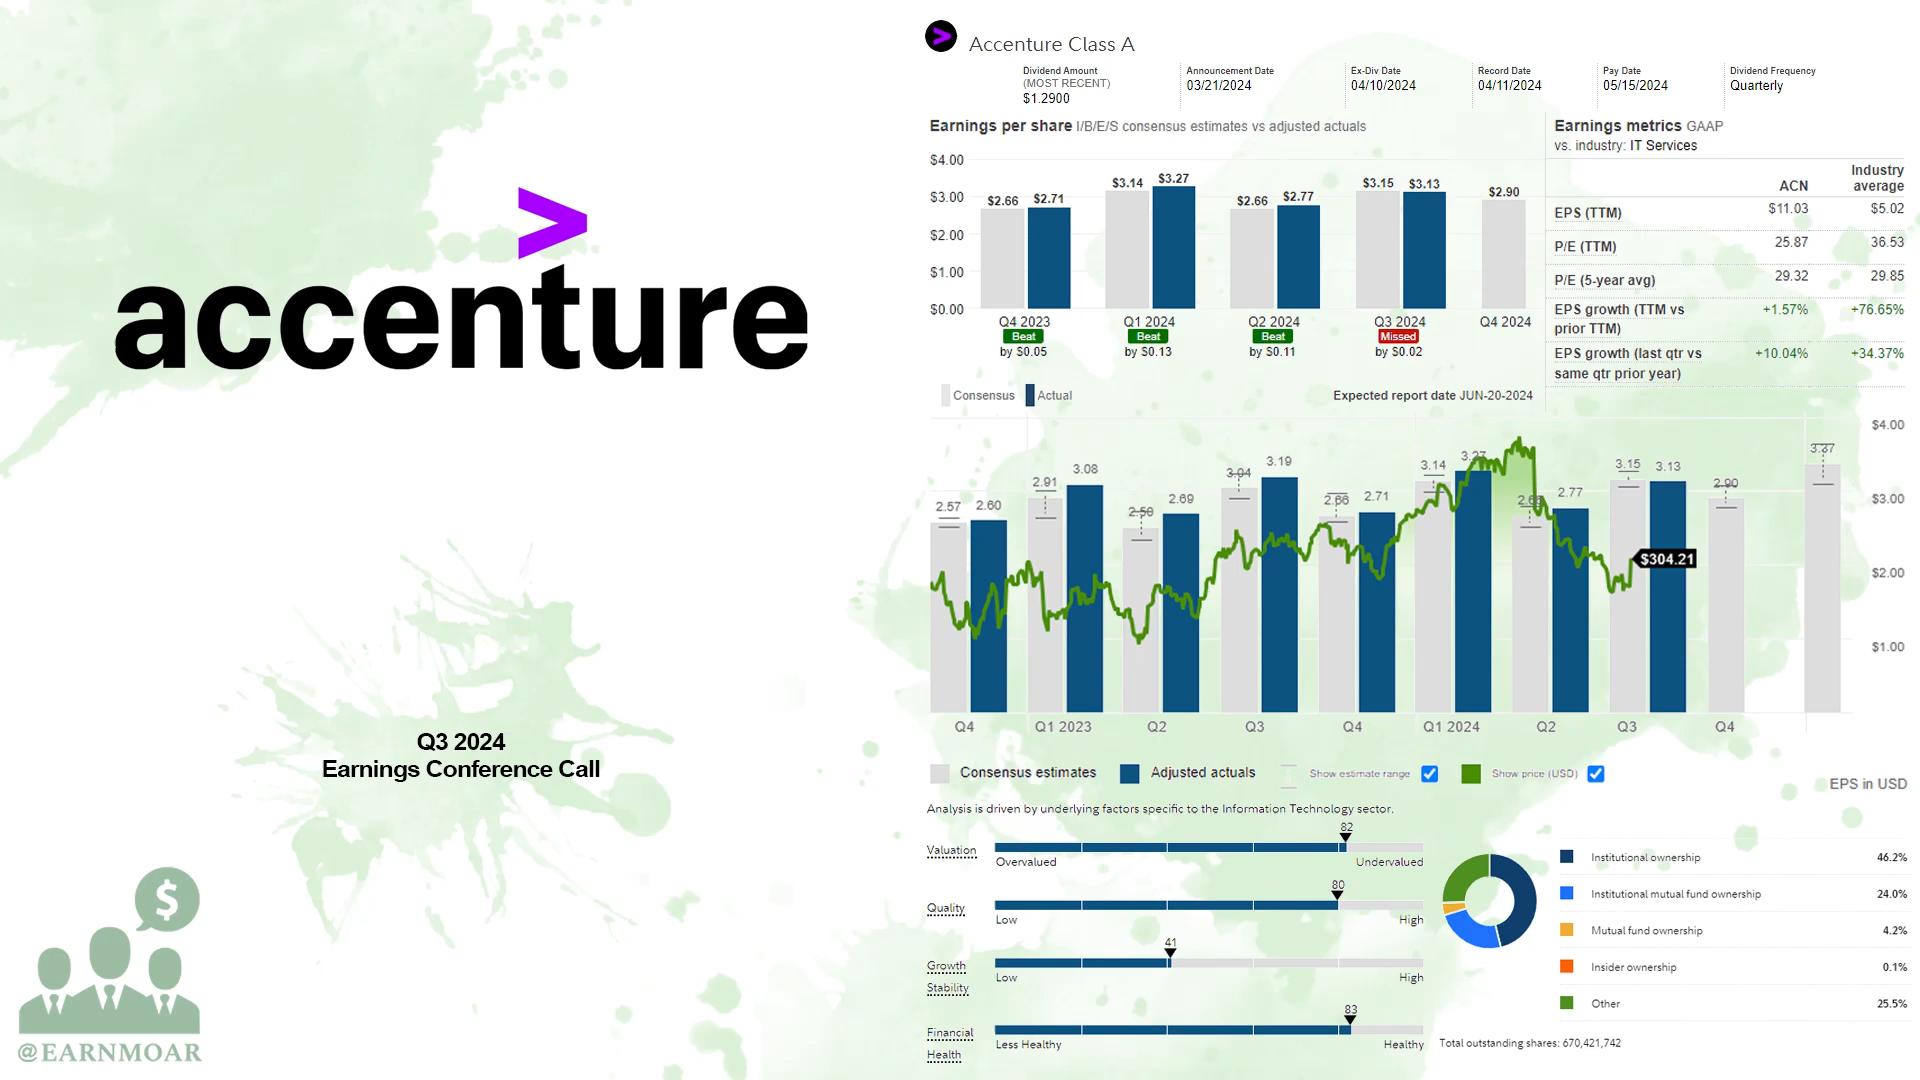 accenture
Q3 2024
Earnings Conference Call
$
@EARNMOAR
Accenture Class A
Dividend Amount
(MOST RECENT)
$1.2900
Announcement Date
03/21/2024
Ex-Div Date
04/10/2024
Record Date
04/11/2024
Pay Date
05/15/2024
Dividend Frequency
Quarterly
Earnings per share I/B/E/S consensus estimates vs adjusted actuals
$4.00
$3.00
$2.00
$1.00
$0.00
$2.66 $2.71
$3.14 $3.27
$2.66 $2.77
$3.15 $3.13
$2.90
Q4 2023
Beat
by $0.05
Q1 2024
Beat
by $0.13
Q2 2024
Beat
by $0.11
Q3 2024
Missed
by $0.02
Q4 2024
Consensus Actual
Expected report date JUN-20-2024
Earnings metrics GAAP
vs. industry: IT Services
ACN Industry average
EPS (TTM) $11.03 $5.02
P/E (TTM) 25.87 36.53
P/E (5-year avg) 29.32 29.85
EPS growth (TTM vs prior TTM) +1.57% +76.65%
EPS growth (last qtr vs same qtr prior year) +10.04% +34.37%
$4.00
$3.00
$2.00
$1.00
2.57 2.60
2.91 3.08
2.50 2.69
3.04 3.19
2.66 2.71
3.14 3.27
2.66 2.77
3.15 3.13
2.90
3.37
$304.21
Q4 Q1 2023 Q2 Q3 Q4 Q1 2024 Q2 Q3 Q4
Consensus estimates Adjusted actuals Show estimate range Show price (USD)
EPS in USD
Analysis is driven by underlying factors specific to the Information Technology sector.
Valuation
82
Overvalued Undervalued
Quality
80
Low High
Growth Stability
41
Low High
Financial Health
83
Less Healthy Healthy
Institutional ownership 46.2%
Institutional mutual fund ownership 24.0%
Mutual fund ownership 4.2%
Insider ownership 0.1%
Other 25.5%
Total outstanding shares: 670,421,742